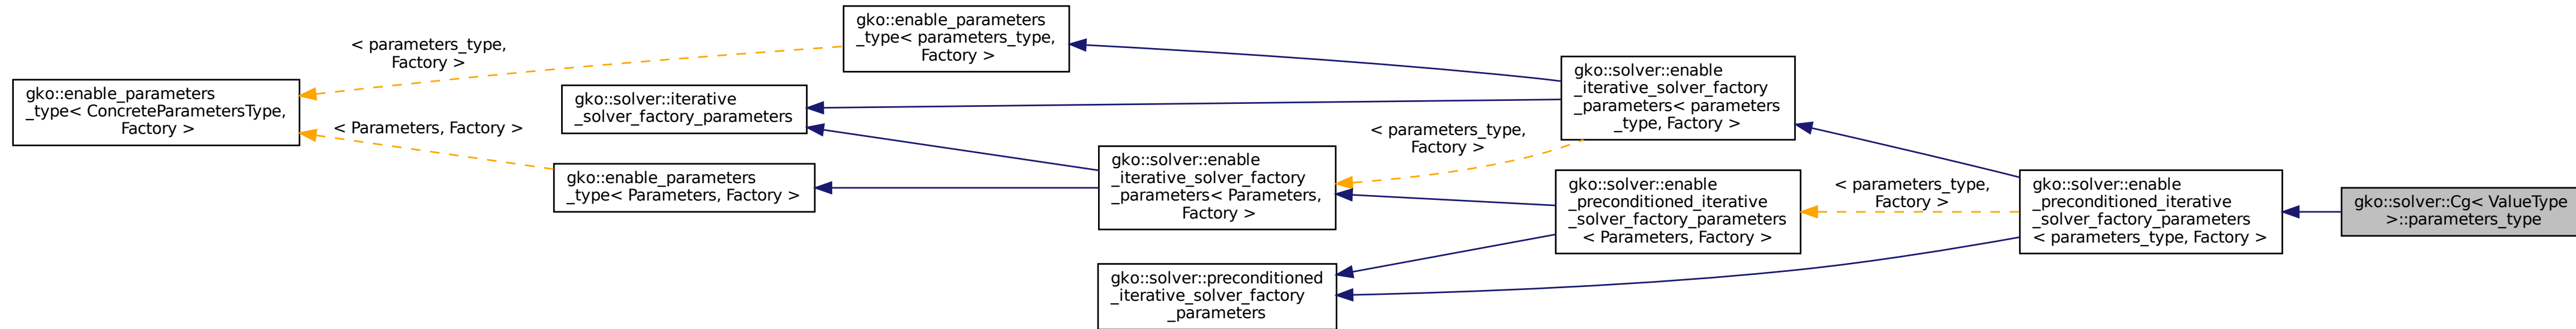 gko::enable_parameters
_type< ConcreteParametersType,
Factory >
< parameters_type,
Factory >
< Parameters, Factory >
gko::enable_parameters
_type< parameters_type,
Factory >
gko::solver::iterative
_solver_factory_parameters
gko::enable_parameters
_type< Parameters, Factory >
gko::solver::enable
_iterative_solver_factory
_parameters< Parameters,
Factory >
gko::solver::preconditioned
_iterative_solver_factory
_parameters
< parameters_type,
Factory >
gko::solver::enable
_iterative_solver_factory
_parameters< parameters
_type, Factory >
gko::solver::enable
_preconditioned_iterative
_solver_factory_parameters
< Parameters, Factory >
< parameters_type,
Factory >
gko::solver::enable
_preconditioned_iterative
_solver_factory_parameters
< parameters_type, Factory >
gko::solver::Cg< ValueType
>::parameters_type